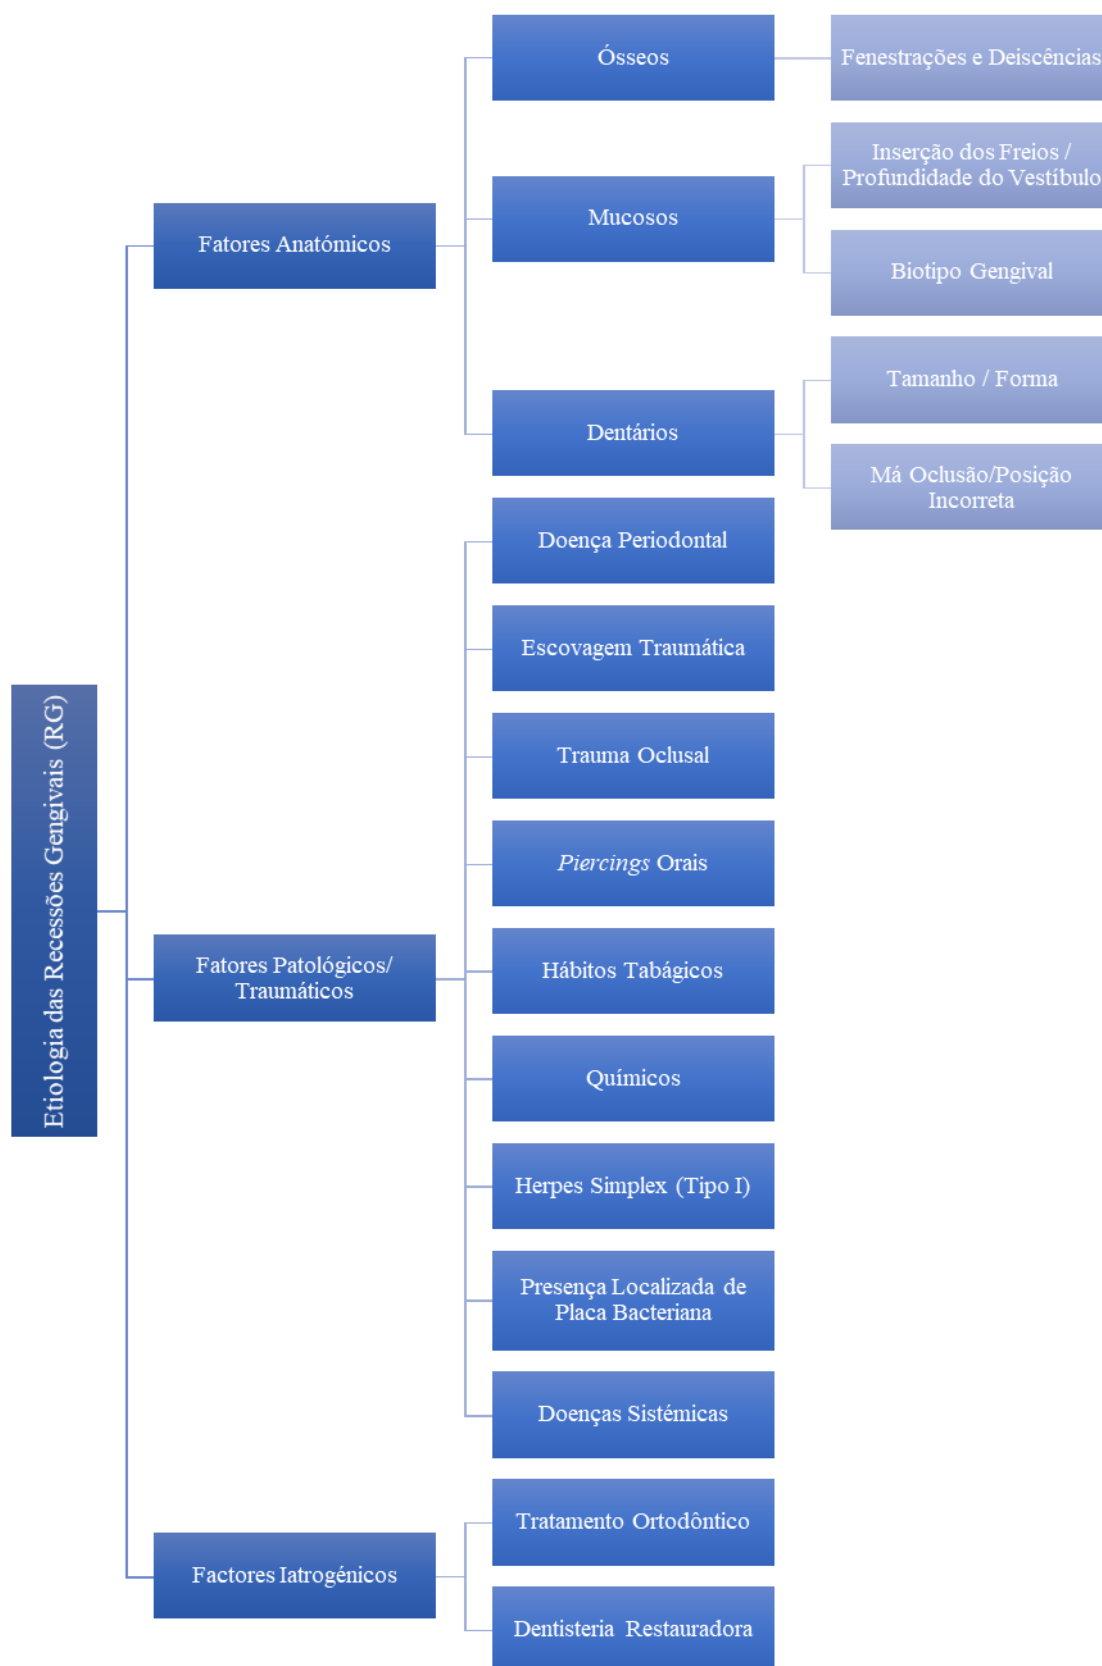 Etiologia das Recessões Gengivais (RG)
Fatores Anatómicos
Ósseos
Fenestrações e Deiscências
Mucosos
Inserção dos Freios /
Profundidade do Vestíbulo
Biotipo Gengival
Dentários
Tamanho / Forma
Má Oclusão/Posição
Incorreta
Fatores Patológicos/
Traumáticos
Doença Periodontal
Escovagem Traumática
Trauma Oclusal
Piercings Orais
Hábitos Tabágicos
Químicos
Herpes Simplex (Tipo I)
Presença Localizada de
Placa Bacteriana
Doenças Sistémicas
Factores Iatrogénicos
Tratamento Ortodôntico
Dentisteria Restauradora